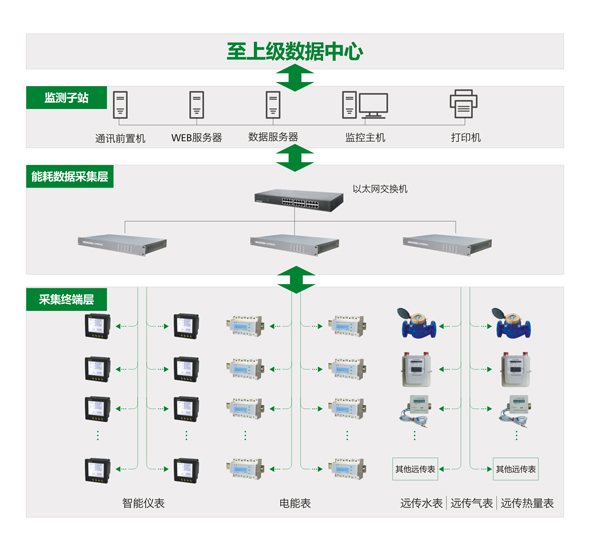 至上级数据中心
监测子站
通讯前置机
WEB服务器
数据服务器
监控主机
打印机
能耗数据采集层
以太网交换机
采集终端层
其他远传表
其他远传表
智能仪表
电能表
远传水表 | 远传气表 | 远传热量表